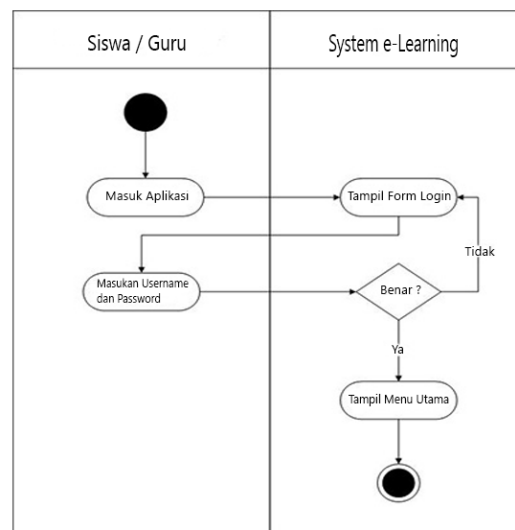 Siswa / Guru
System e-Learning
Masuk Aplikasi
Tampil Form Login
Tidak
Masukan Username
dan Password
Benar ?
Ya
Tampil Menu Utama